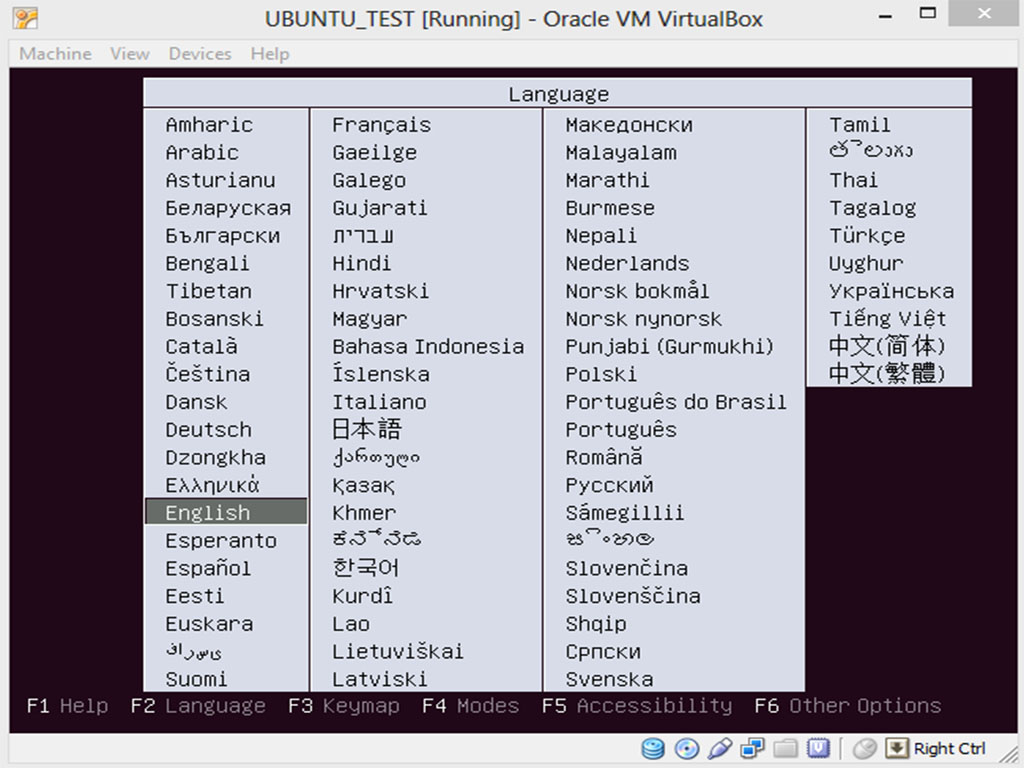 UBUNTU_TEST [Running] - Oracle VM VirtualBox
Machine View Devices Help
Language
Amharic
Arabic
Asturianu
Беларуская
Български
Bengali
Tibetan
Bosanski
Català
Čeština
Dansk
Deutsch
Dzongkha
Ελληνικά
English
Esperanto
Español
Eesti
Euskara
ﻰﺳرﺎﻓ
Suomi
Français
Gaeilge
Galego
Gujarati
עברית
Hindi
Hrvatski
Magyar
Bahasa Indonesia
Íslenska
Italiano
日本語
ქართული
Қазақ
Khmer
ಕನ್ನಡ
한국어
Kurdî
Lao
Lietuviškai
Latviski
Македонски
Malayalam
Marathi
Burmese
Nepali
Nederlands
Norsk bokmål
Norsk nynorsk
Punjabi (Gurmukhi)
Polski
Português do Brasil
Português
Română
Русский
Sámegillii
සිංහල
Slovenčina
Slovenščina
Shqip
Српски
Svenska
Tamil
తెలుగు
Thai
Tagalog
Türkçe
Uyghur
Українська
Tiếng Việt
中文(简体)
中文(繁體)
F1 Help F2 Language F3 Keymap F4 Modes F5 Accessibility F6 Other Options
Right Ctrl